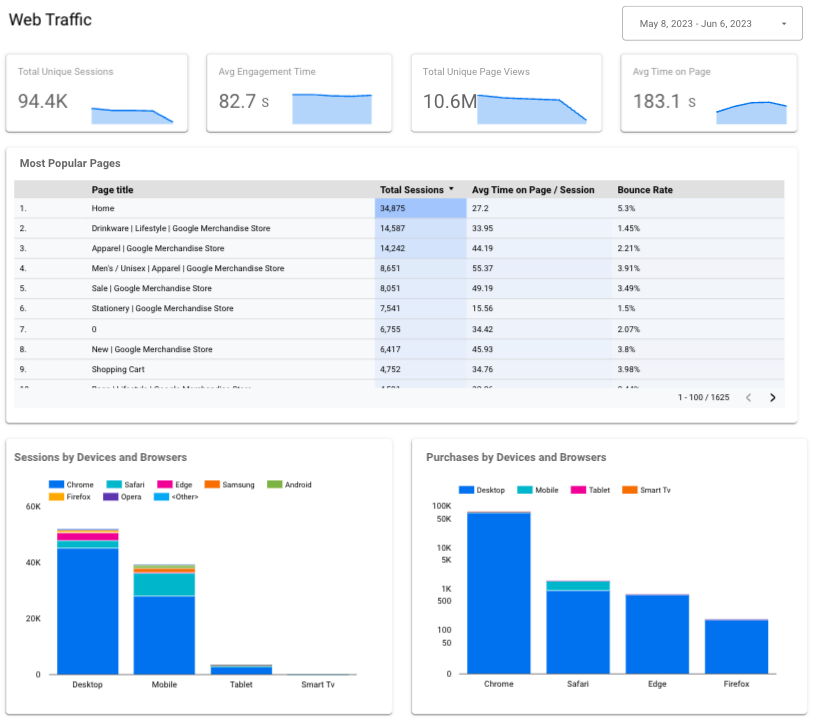 Web Traffic
May 8, 2023 - Jun 6, 2023
Total Unique Sessions
94.4K
Avg Engagement Time
82.7 S
Total Unique Page Views
10.6M
Avg Time on Page
183.1 S
Most Popular Pages
Page title Total Sessions Avg Time on Page / Session Bounce Rate
1. Home 34,875 27.2 5.3%
2. Drinkware | Lifestyle | Google Merchandise Store 14,587 33.95 1.45%
3. Apparel | Google Merchandise Store 14,242 44.19 2.21%
4. Men's / Unisex | Apparel | Google Merchandise Store 8,651 55.37 3.91%
5. Sale | Google Merchandise Store 8,051 49.19 3.49%
6. Stationery | Google Merchandise Store 7,541 15.56 1.5%
7. 0 6,755 34.42 2.07%
8. New | Google Merchandise Store 6,417 45.93 3.8%
9. Shopping Cart 4,752 34.76 3.98%
1 - 100 / 1625
Sessions by Devices and Browsers
Chrome Safari Edge Samsung Android
Firefox Opera <Other>
60K
40K
20K
0
Desktop Mobile Tablet Smart Tv
Purchases by Devices and Browsers
Desktop Mobile Tablet Smart Tv
100K
50K
10K
5K
1K
500
100
50
0
Chrome Safari Edge Firefox